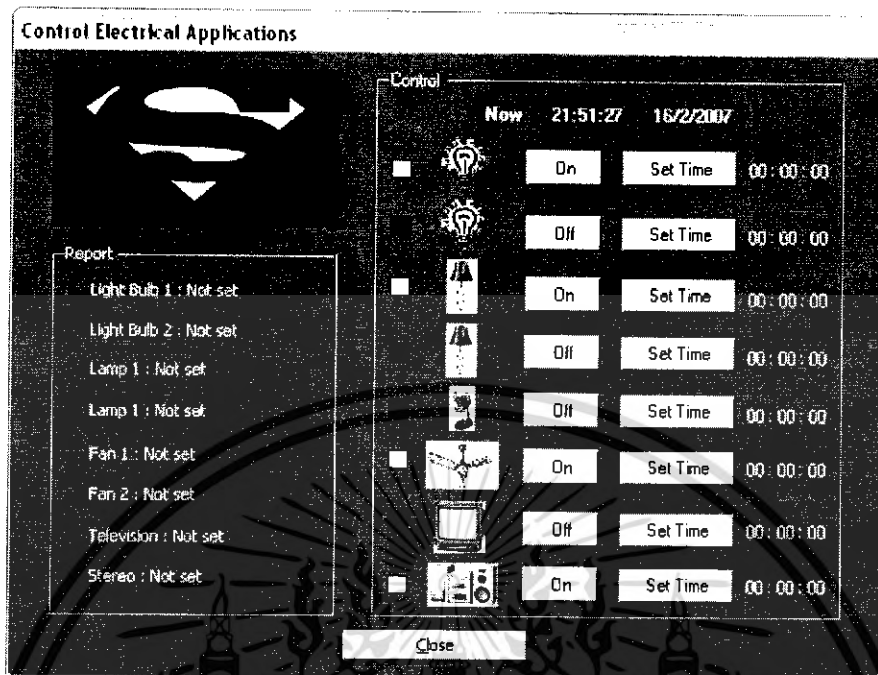 Control Electrical Applications
Control
Now 21:51:27 16/2/2007
On Set Time 00:00:00
Off Set Time 00:00:00
On Set Time 00:00:00
Off Set Time 00:00:00
Off Set Time 00:00:00
On Set Time 00:00:00
Off Set Time 00:00:00
On Set Time 00:00:00
Report
Light Bulb 1 : Not set
Light Bulb 2 : Not set
Lamp 1 : Not set
Lamp 1 : Not set
Fan 1 : Not set
Fan 2 : Not set
Television : Not set
Stereo : Not set
Close